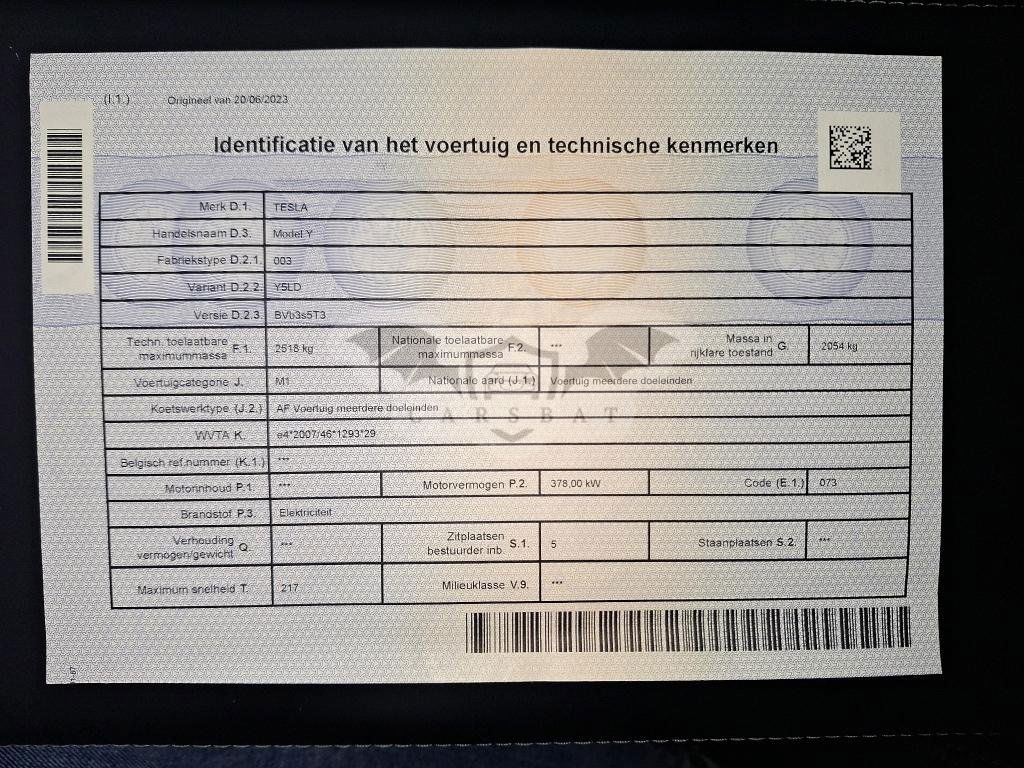 (I.1.) Origineel van 20/06/2023
Identificatie van het voertuig en technische kenmerken
Merk D.1. TESLA
Handelsnaam D.3. Model Y
Fabriekstype D.2.1. 003
Variant D.2.2. Y5LD
Versie D.2.3. BVb3s5T3
Techn. toelaatbare maximummassa F.1. 2518 kg Nationale toelaatbare maximummassa F.2. *** Massa in rijklare toestand G. 2054 kg
Voertuigcategorie J. M1 Nationale aard (J.1.) Voertuig meerdere doeleinden
Koetswerktype (J.2.) AF Voertuig meerdere doeleinden
CARSBAT
WVTA K. e4*2007/46*1293*29
Belgisch ref.nummer (K.1.) ***
Motorinhoud P.1. *** Motorvermogen P.2. 378,00 kW Code (E.1.) 073
Brandstof P.3. Elektriciteit
Verhouding vermogen/gewicht Q. *** Zitplaatsen bestuurder inb. S.1. 5 Staanplaatsen S.2. ***
Maximum snelheid T. 217 Milieuklasse V.9. ***